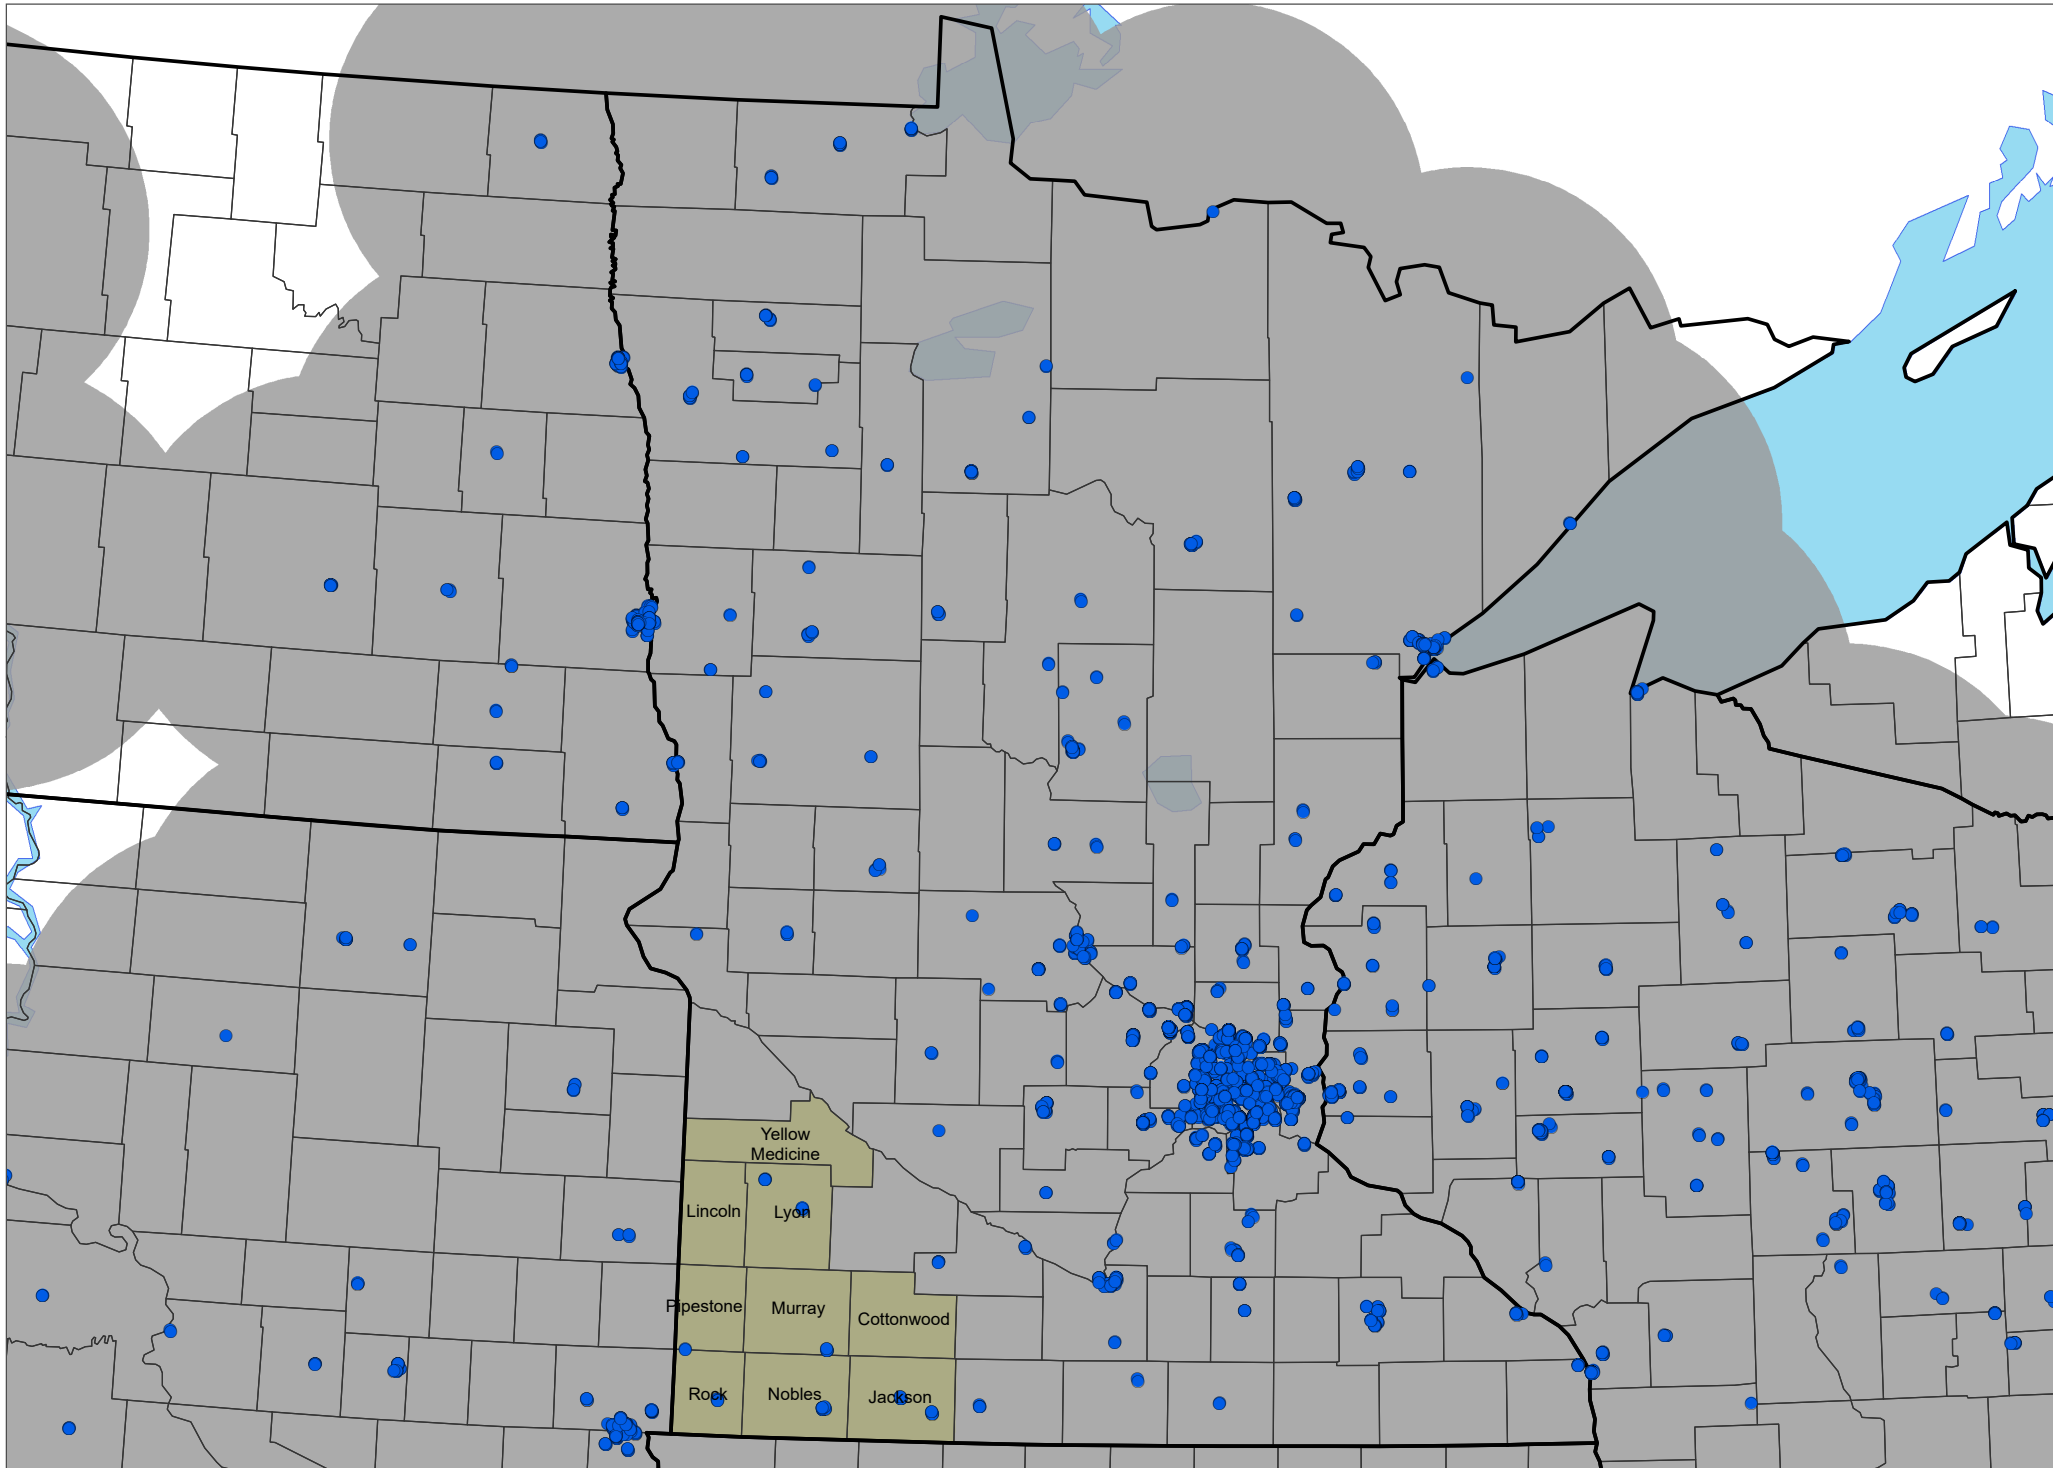 Yellow
Medicine
Lincoln
Lyon
Pipestone
Murray
Cottonwood
Rock
Nobles
Jackson